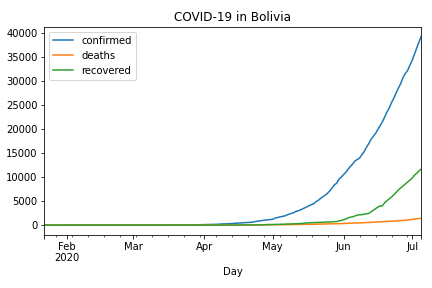 COVID-19 in Bolivia
confirmed
deaths
recovered
40000
35000
30000
25000
20000
15000
10000
5000
0
Feb Mar Apr May Jun Jul
2020
Day